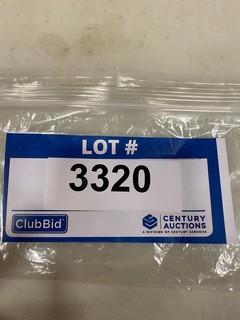 LOT #
3320
ClubBid
CENTURY
AUCTIONS
A DIVISION OF CENTURY SERVICES